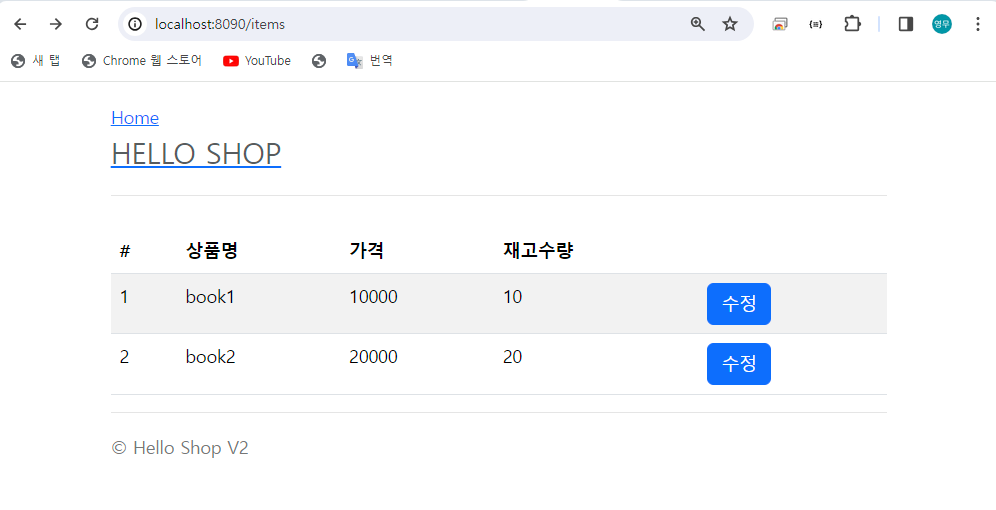 localhost:8090/items
영무
새 탭 Chrome 웹 스토어 YouTube 번역
Home
HELLO SHOP
# 상품명 가격 재고수량
1 book1 10000 10 수정
2 book2 20000 20 수정
© Hello Shop V2